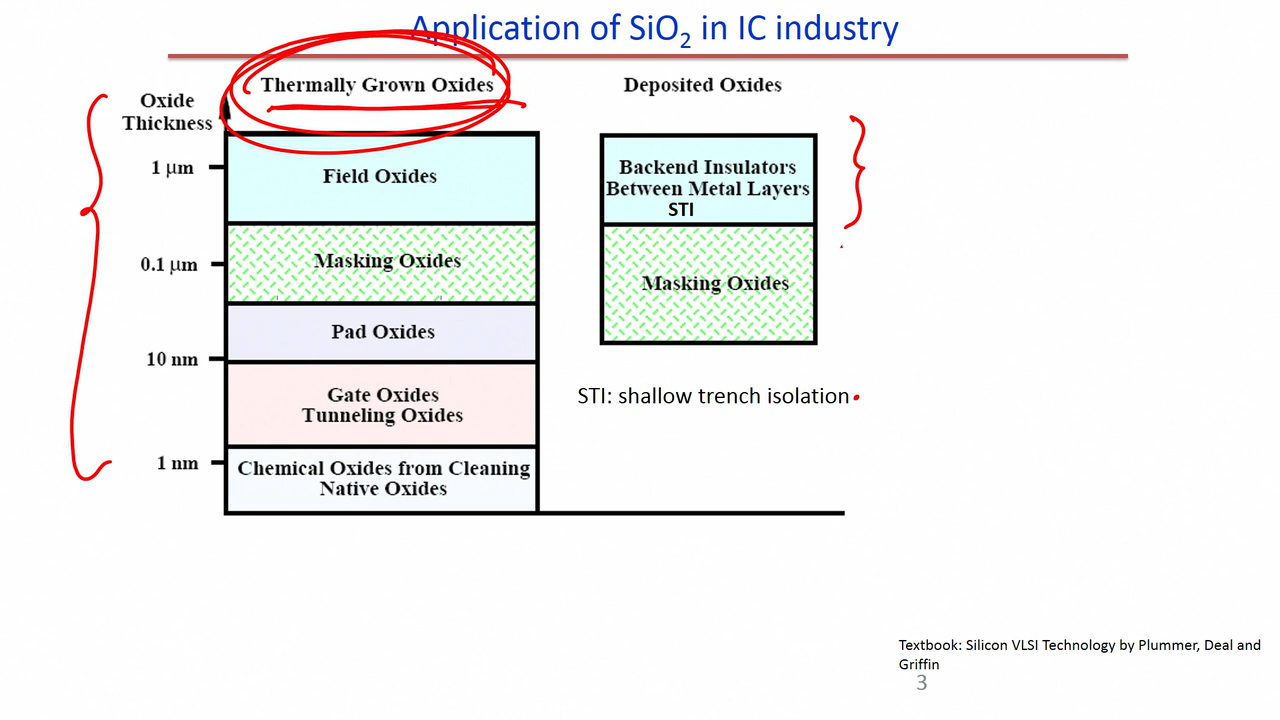 Application of SiO2 in IC industry
Thermally Grown Oxides
Deposited Oxides
Oxide
Thickness
1 μm
0.1 μm
10 nm
1 nm
Field Oxides
Masking Oxides
Pad Oxides
Gate Oxides
Tunneling Oxides
Chemical Oxides from Cleaning
Native Oxides
Backend Insulators
Between Metal Layers
STI
Masking Oxides
STI: shallow trench isolation
Textbook: Silicon VLSI Technology by Plummer, Deal and
Griffin
3